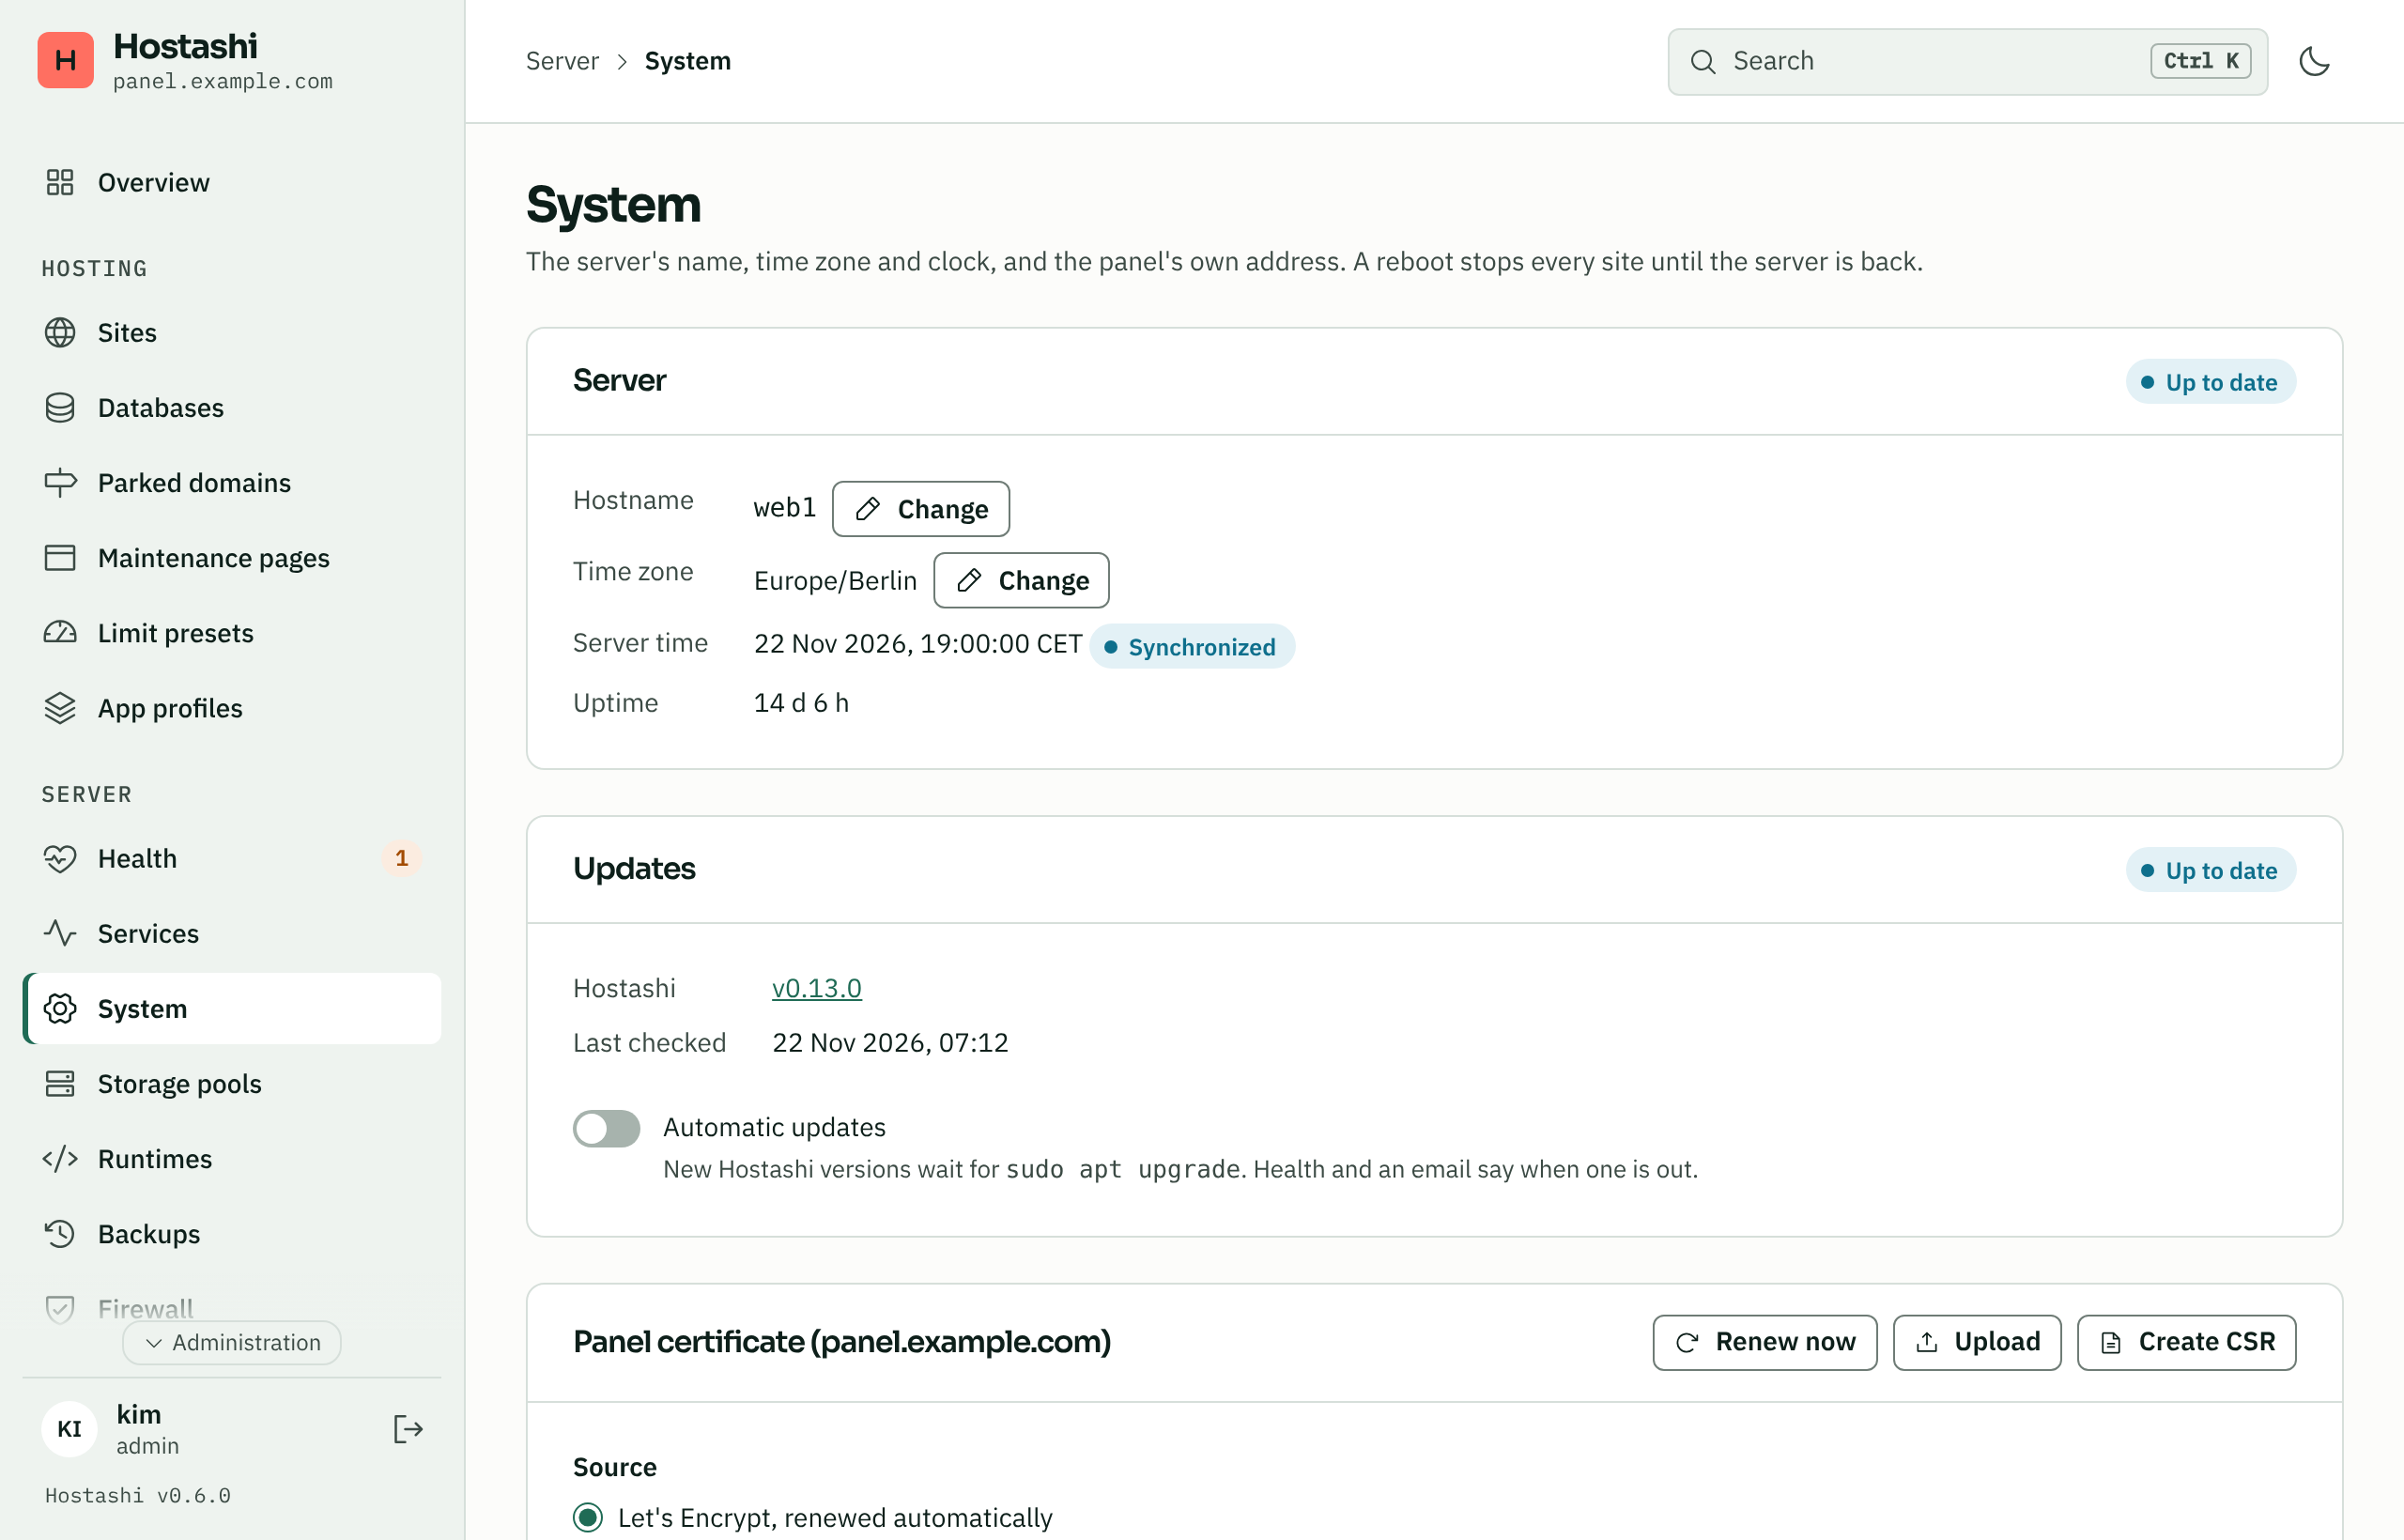 H
Hostashi
panel.example.com
Overview
HOSTING
Sites
Databases
Parked domains
Maintenance pages
Limit presets
App profiles
SERVER
Health 1
Services
System
Storage pools
Runtimes
Backups
Firewall
Administration
KI
kim
admin
Hostashi v0.6.0
Server > System
Search Ctrl K
System
The server's name, time zone and clock, and the panel's own address. A reboot stops every site until the server is back.
Server Up to date
Hostname web1 Change
Time zone Europe/Berlin Change
Server time 22 Nov 2026, 19:00:00 CET Synchronized
Uptime 14 d 6 h
Updates Up to date
Hostashi v0.13.0
Last checked 22 Nov 2026, 07:12
Automatic updates
New Hostashi versions wait for sudo apt upgrade. Health and an email say when one is out.
Panel certificate (panel.example.com) Renew now Upload Create CSR
Source
Let's Encrypt, renewed automatically